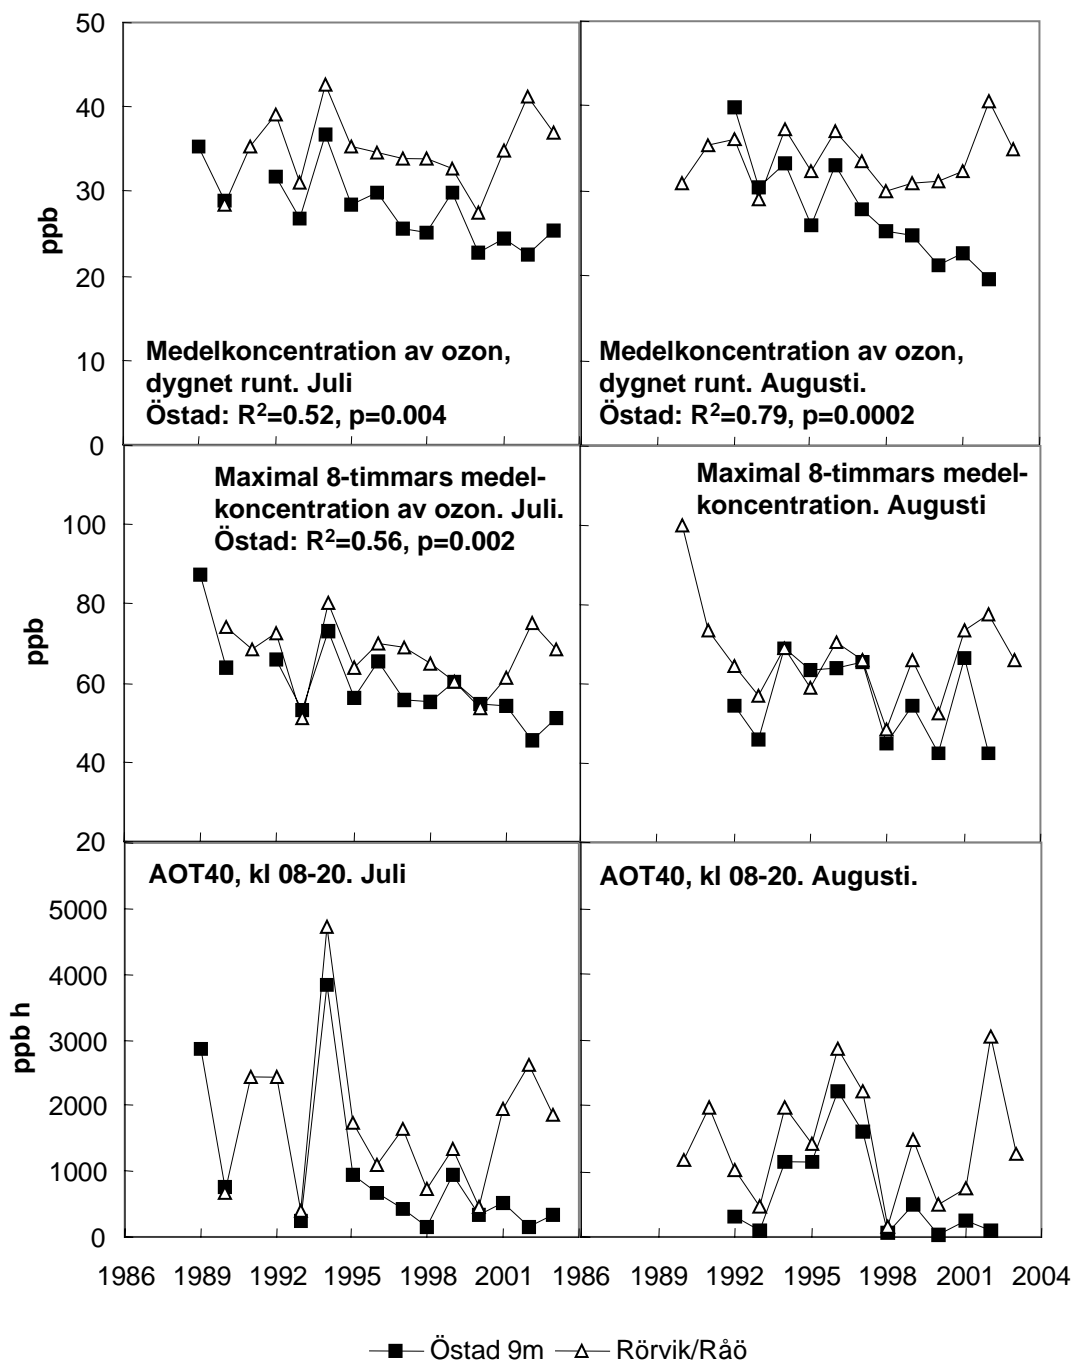 50
40
30
20
10
0
ppb
Medelkoncentration av ozon,
dygnet runt. Juli
Östad: R²=0.52, p=0.004
Medelkoncentration av ozon,
dygnet runt. Augusti.
Östad: R²=0.79, p=0.0002
100
80
60
40
20
ppb
Maximal 8-timmars medel-
koncentration av ozon. Juli.
Östad: R²=0.56, p=0.002
Maximal 8-timmars medel-
koncentration. Augusti
5000
4000
3000
2000
1000
0
ppb h
AOT40, kl 08-20. Juli
AOT40, kl 08-20. Augusti.
1986 1989 1992 1995 1998 2001 1986 1989 1992 1995 1998 2001 2004
Östad 9m Rörvik/Råö